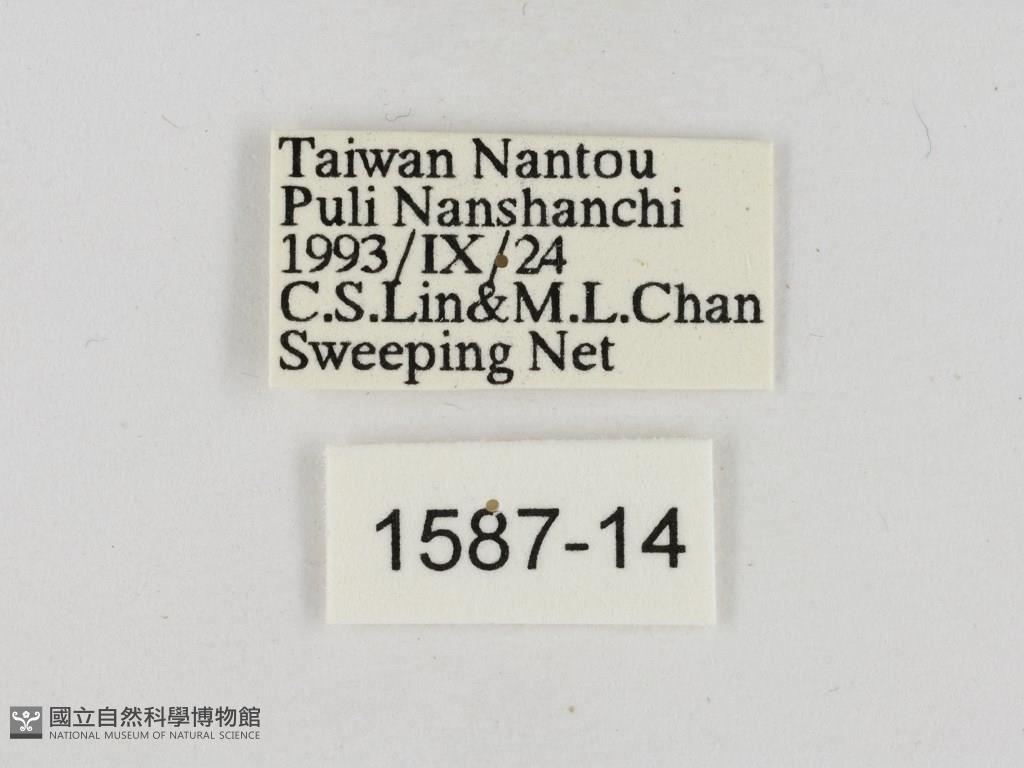 Taiwan Nantou
Puli Nanshanchi
1993/IX/24
C.S.Lin&M.L.Chan
Sweeping Net
1587-14
國立自然科學博物館
NATIONAL MUSEUM OF NATURAL SCIENCE